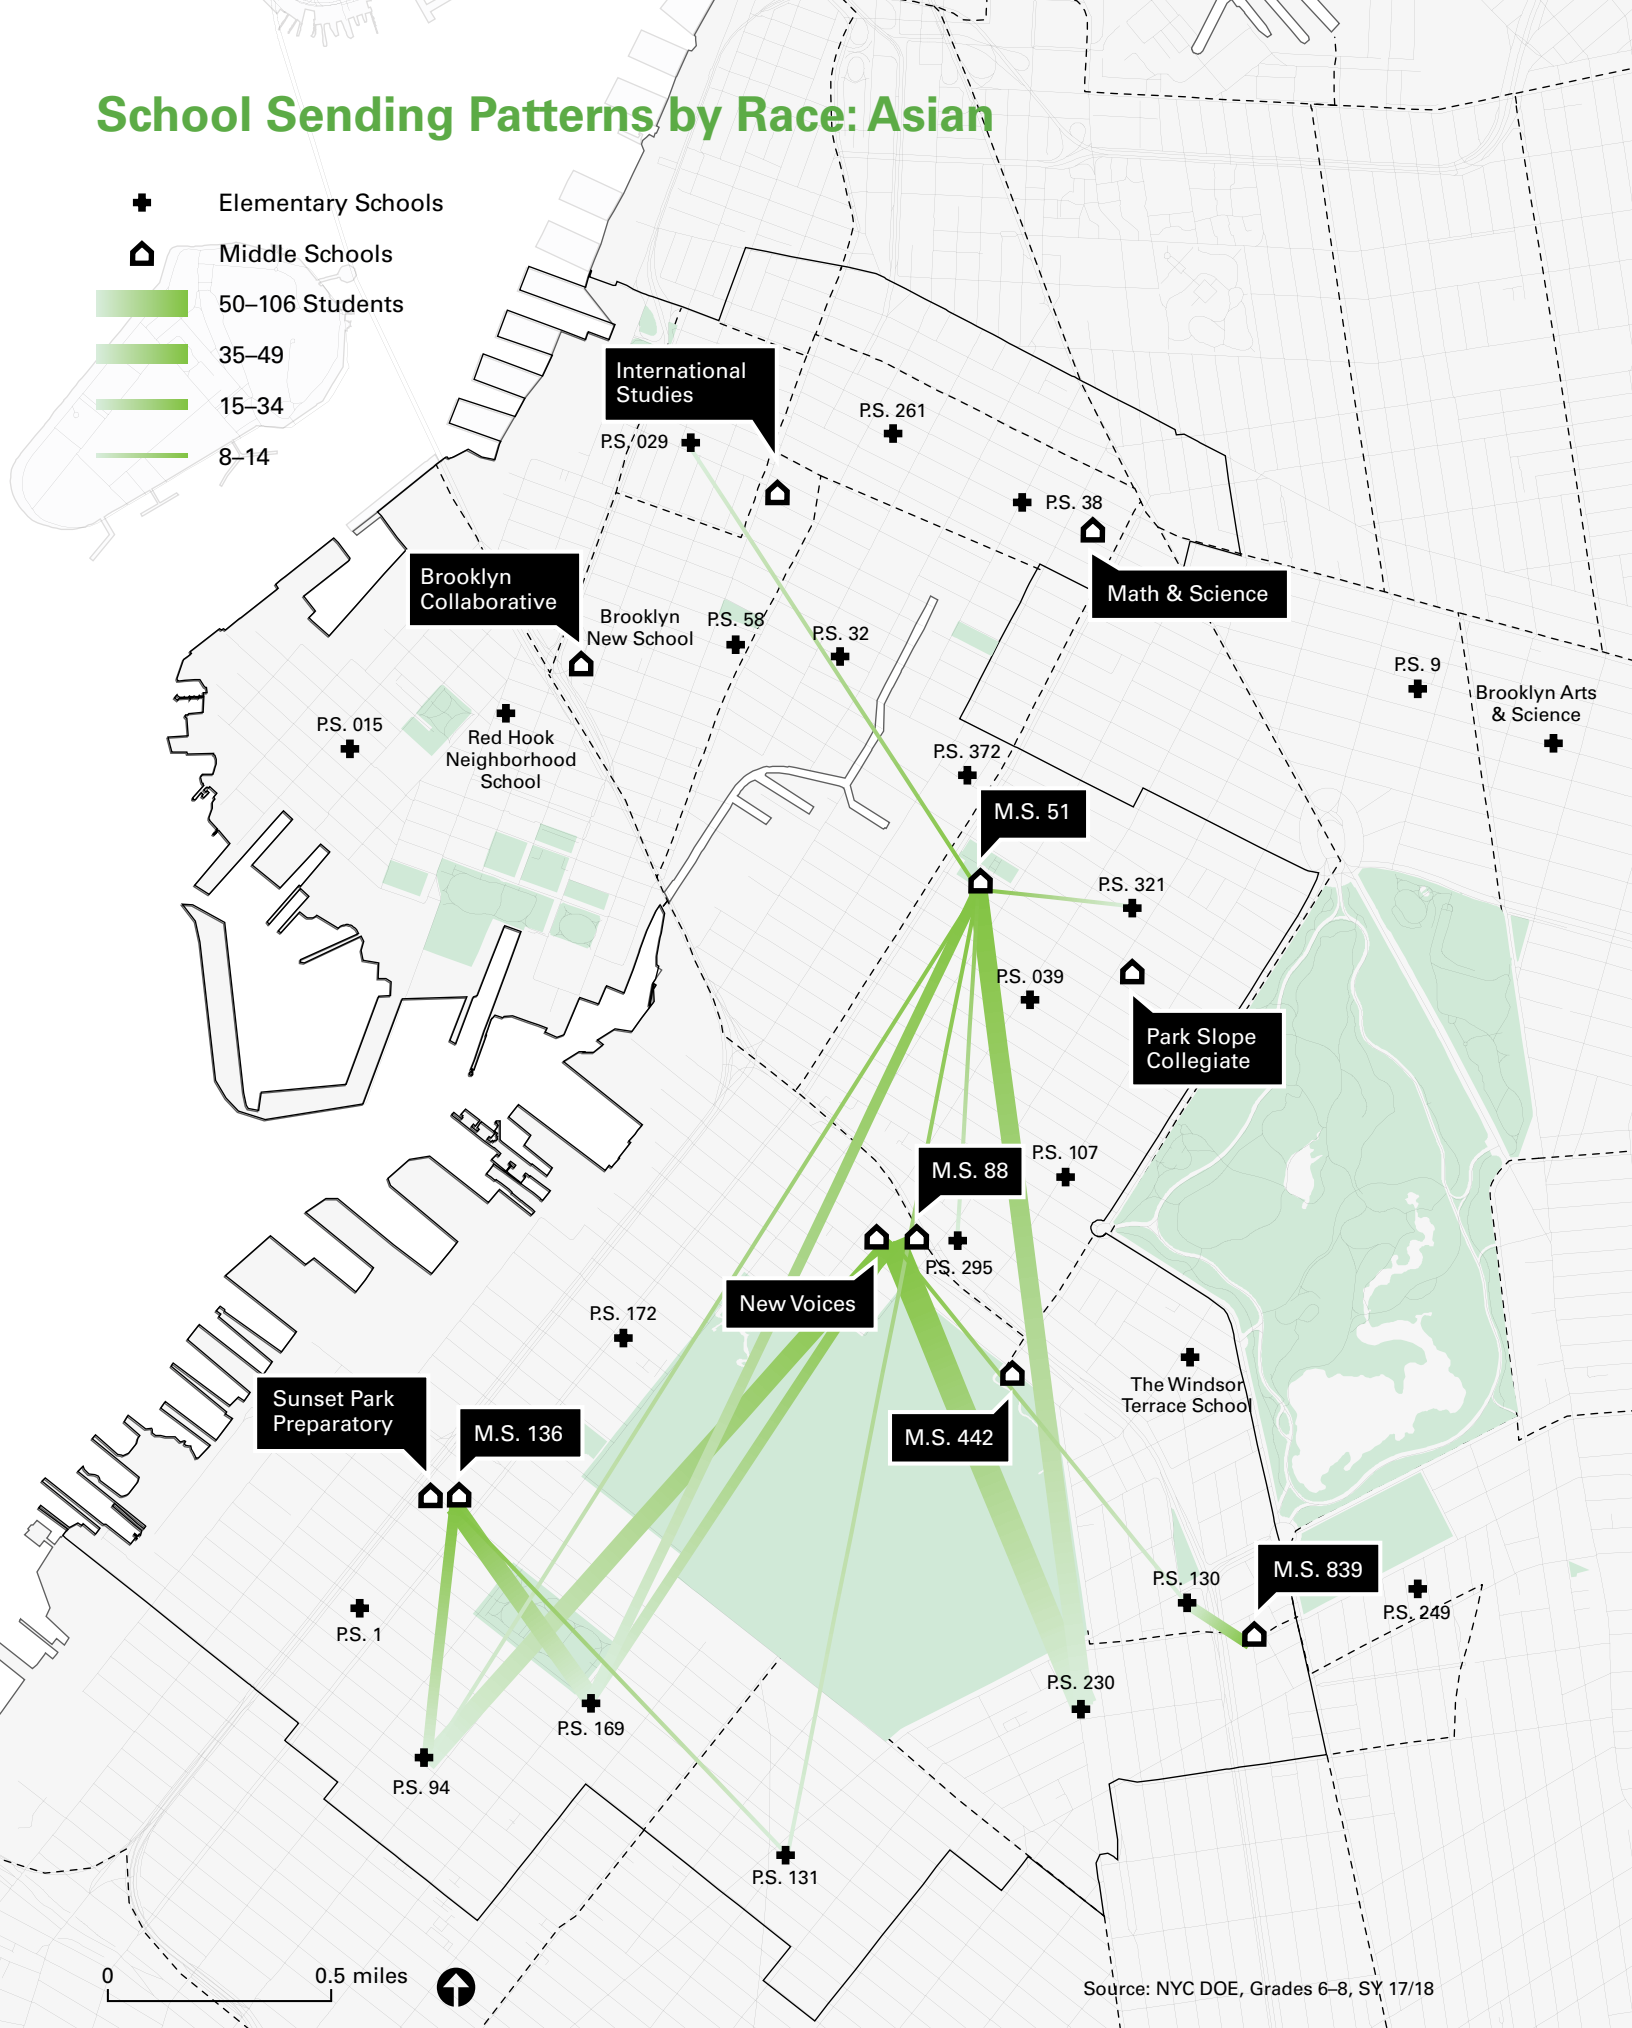 School Sending Patterns by Race: Asian
Elementary Schools
Middle Schools
50–106 Students
35–49
15–34
8–14
International
Studies
P.S. 261
P.S. 029
P.S. 38
Brooklyn
Collaborative
Math & Science
Brooklyn
New School
P.S. 58
P.S. 32
P.S. 9
Brooklyn Arts
& Science
P.S. 015
Red Hook
Neighborhood
School
P.S. 372
M.S. 51
P.S. 321
P.S. 039
Park Slope
Collegiate
P.S. 107
M.S. 88
P.S. 295
New Voices
P.S. 172
The Windsor
Terrace School
Sunset Park
Preparatory
M.S. 136
M.S. 442
P.S. 130
M.S. 839
P.S. 249
P.S. 1
P.S. 230
P.S. 169
P.S. 94
P.S. 131
0
0.5 miles
Source: NYC DOE, Grades 6–8, SY 17/18